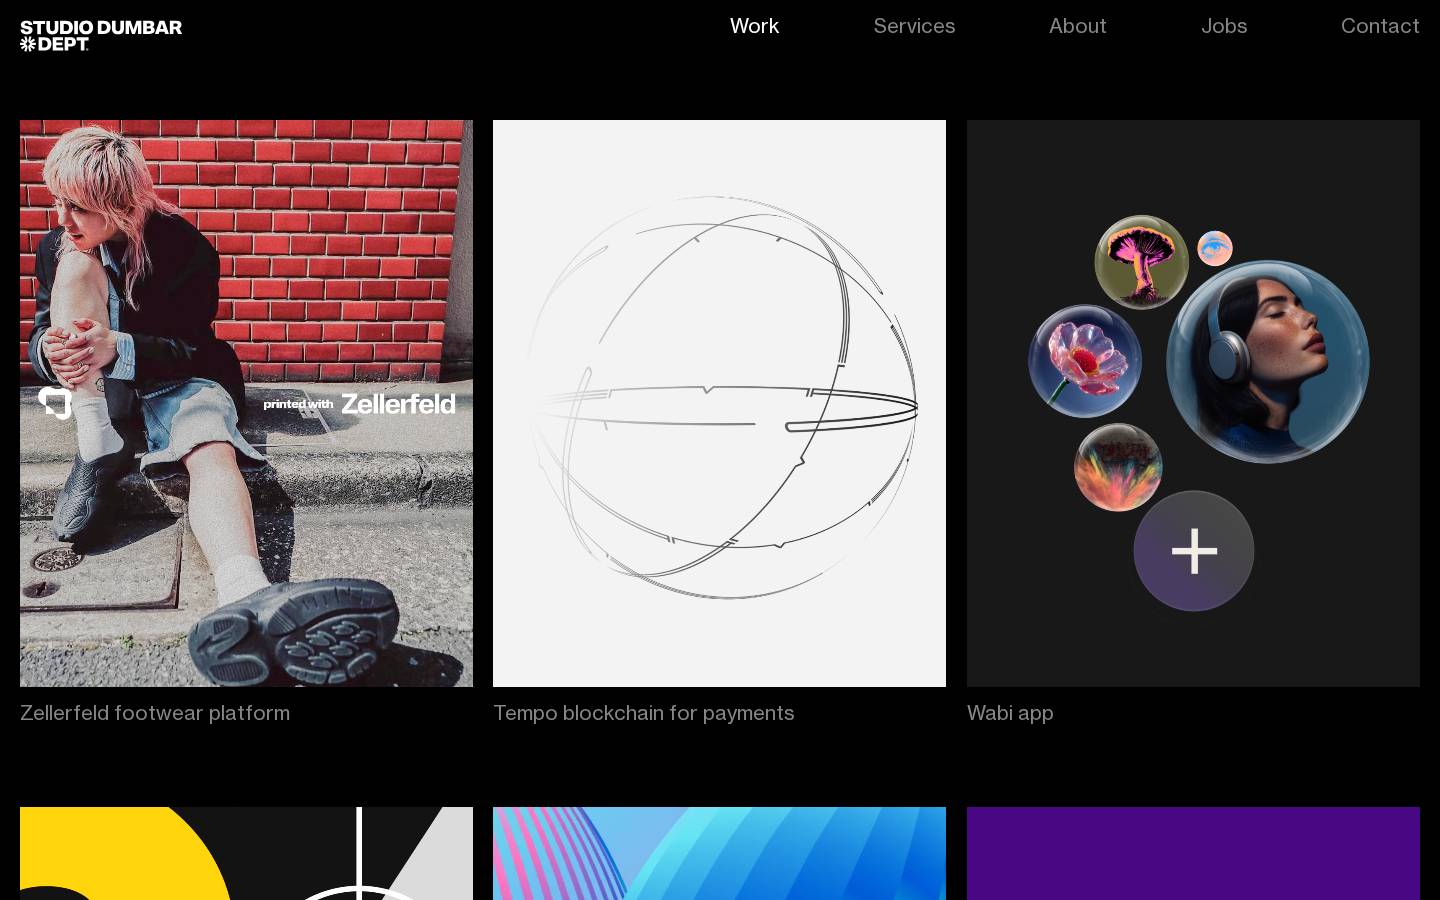 STUDIO DUMBAR
DEPT
Work
Services
About
Jobs
Contact
printed with Zellerfeld
Zellerfeld footwear platform
Tempo blockchain for payments
Wabi app